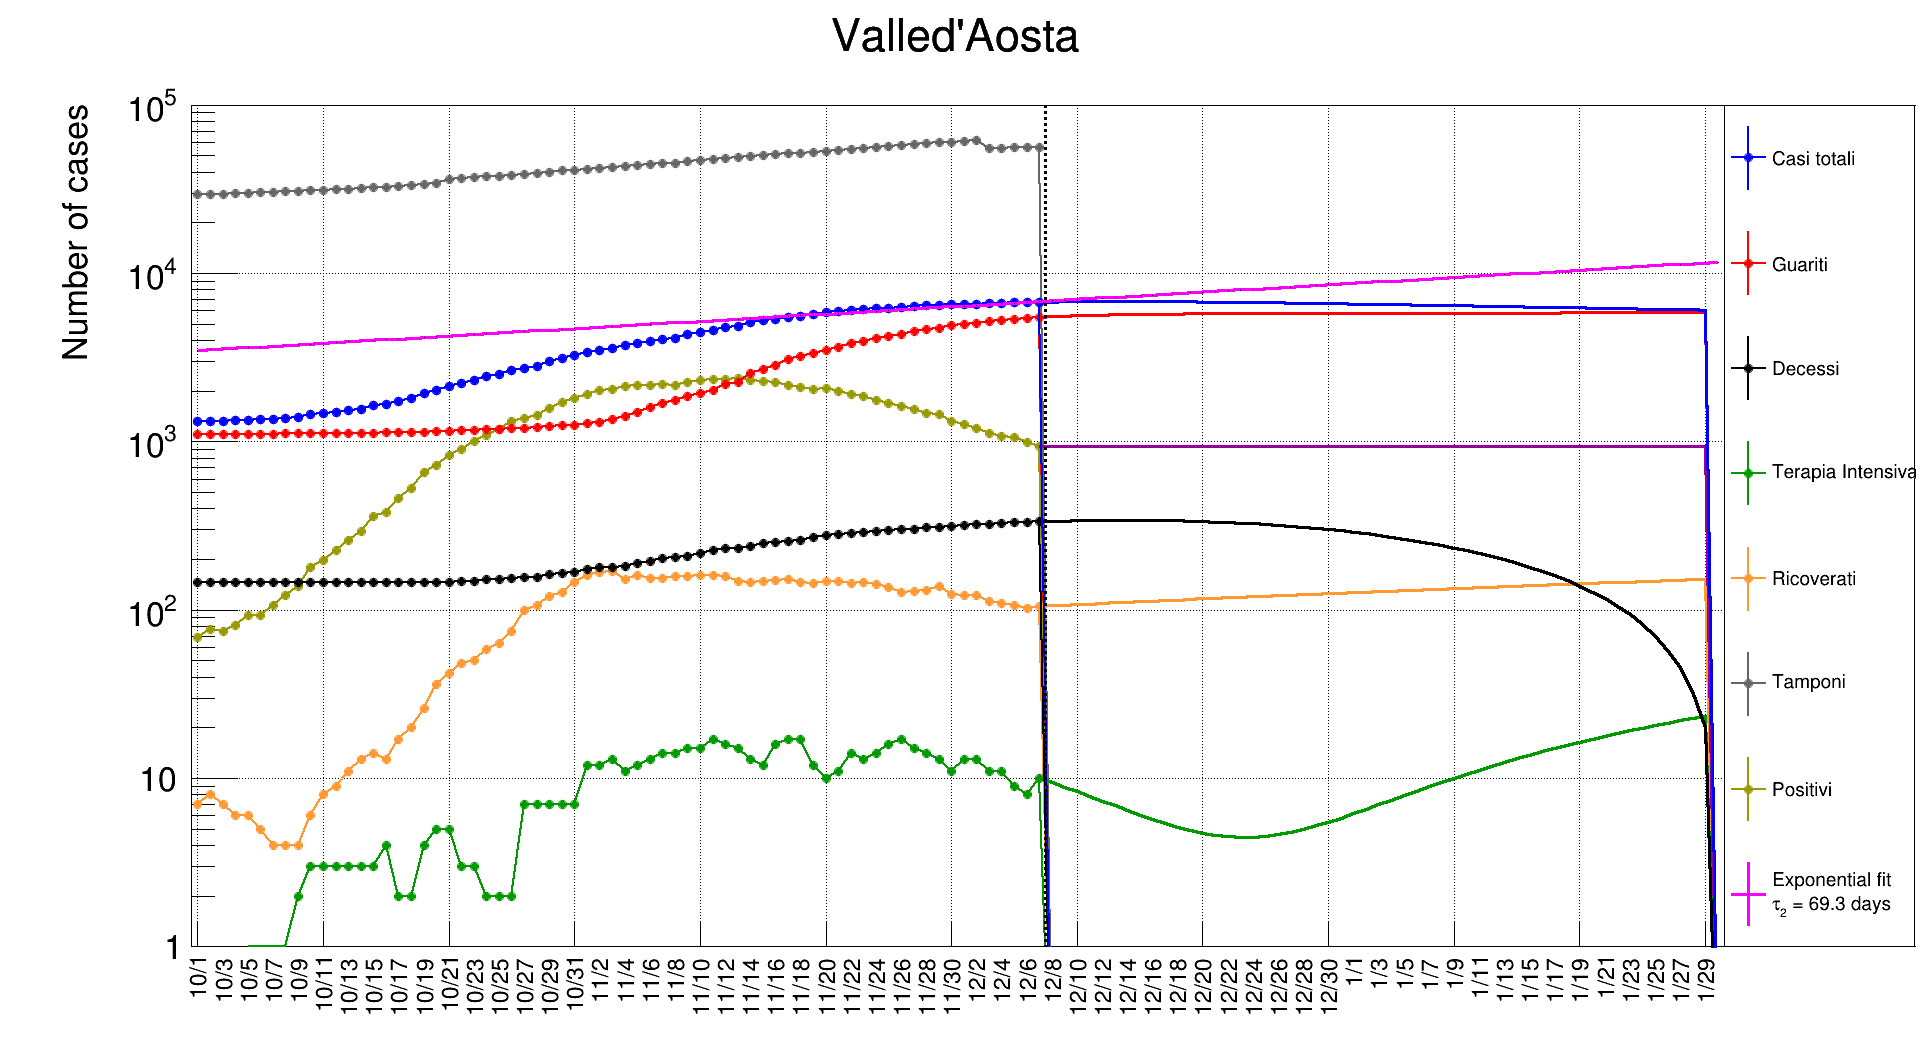 Valled'Aosta
Number of cases
10^5
10^4
10^3
10^2
10
1
10/1 10/3 10/5 10/7 10/9 10/11 10/13 10/15 10/17 10/19 10/21 10/23 10/25 10/27 10/29 10/31 11/2 11/4 11/6 11/8 11/10 11/12 11/14 11/16 11/18 11/20 11/22 11/24 11/26 11/28 11/30 12/2 12/4 12/6 12/8 12/10 12/12 12/14 12/16 12/18 12/20 12/22 12/24 12/26 12/28 12/30 1/1 1/3 1/5 1/7 1/9 1/11 1/13 1/15 1/17 1/19 1/21 1/23 1/25 1/27 1/29
Casi totali
Guariti
Decessi
Terapia Intensiva
Ricoverati
Tamponi
Positivi
Exponential fit
τ₂ = 69.3 days